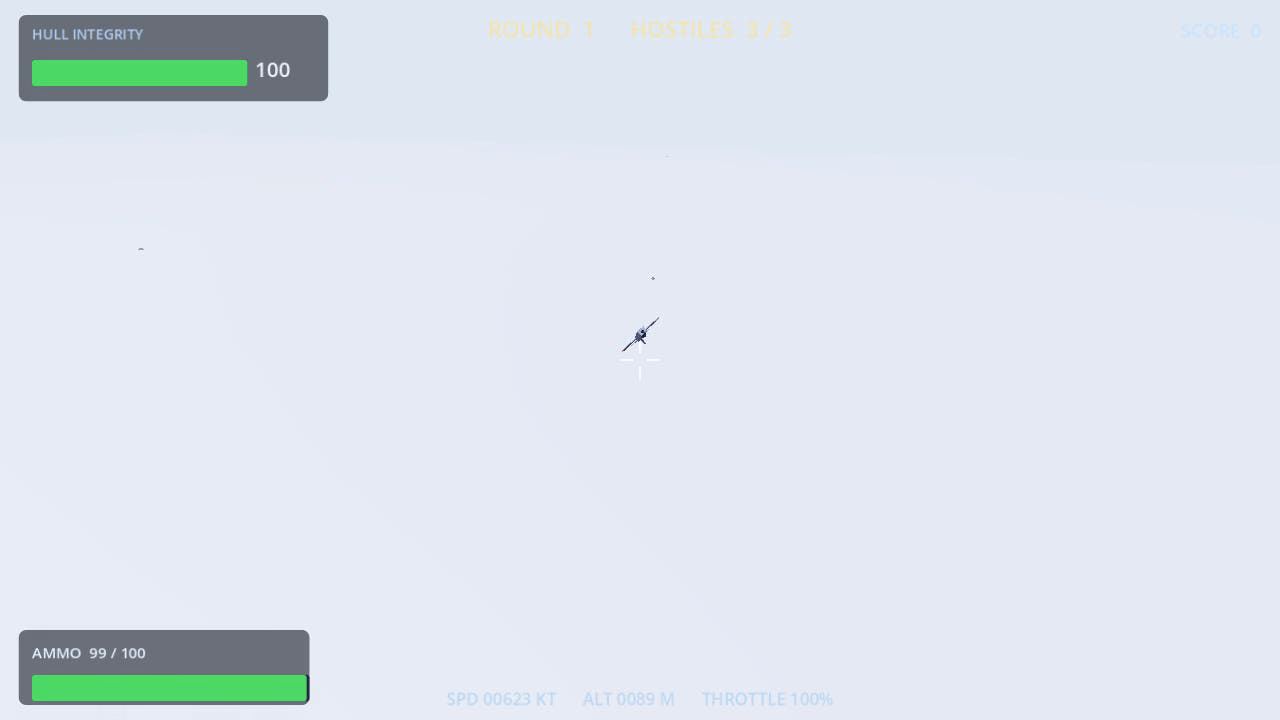 HULL INTEGRITY
100
ROUND 1 HOSTILES 3 / 3
SCORE 0
AMMO 99 / 100
SPD 00623 KT ALT 0089 M THROTTLE 100%